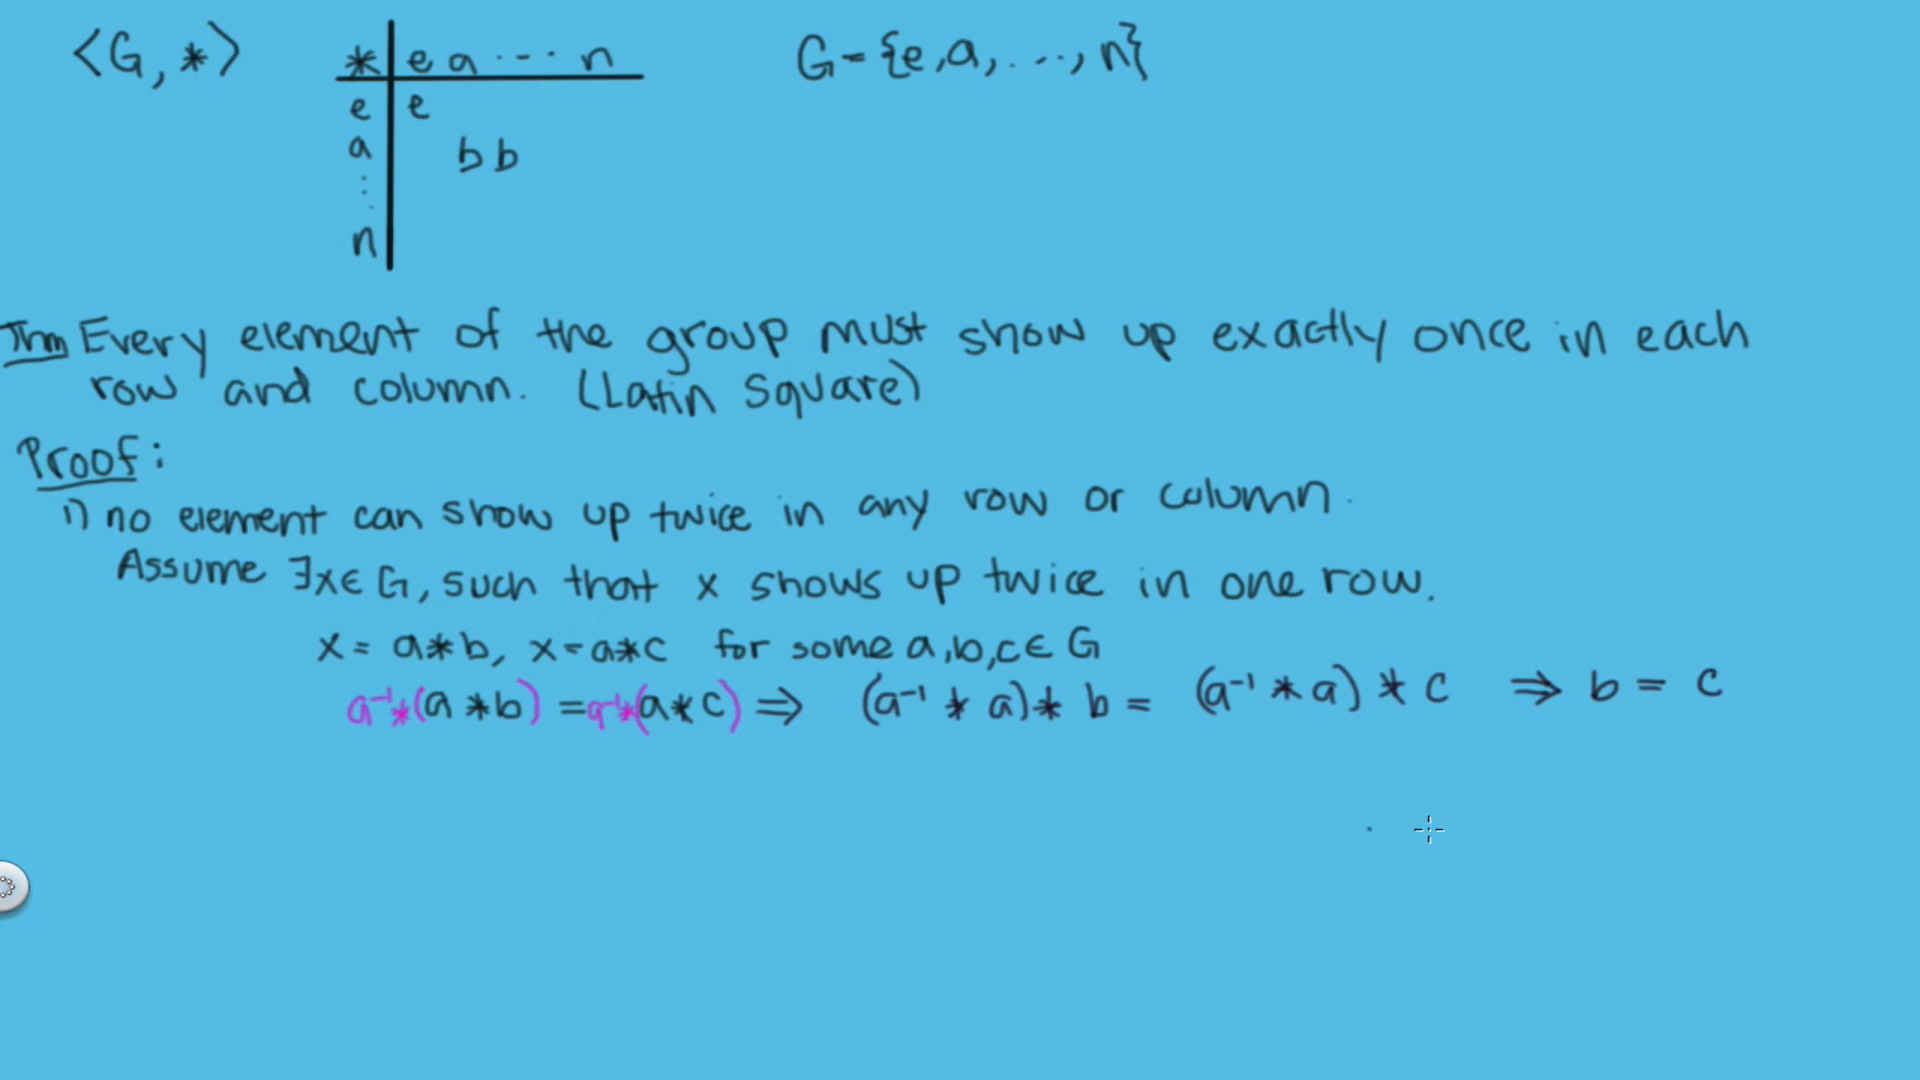 <G, *>
* e a ... n
e e
a b b
⋮
n
G = {e, a, ..., n}
Thm Every element of the group must show up exactly once in each
row and column. (Latin Square)
Proof:
1) no element can show up twice in any row or column.
Assume ∃x∈G, such that x shows up twice in one row.
x = a*b, x = a*c for some a,b,c ∈ G
a⁻¹*(a*b) = a⁻¹*(a*c) ⇒ (a⁻¹ * a) * b = (a⁻¹ * a) * c ⇒ b = c